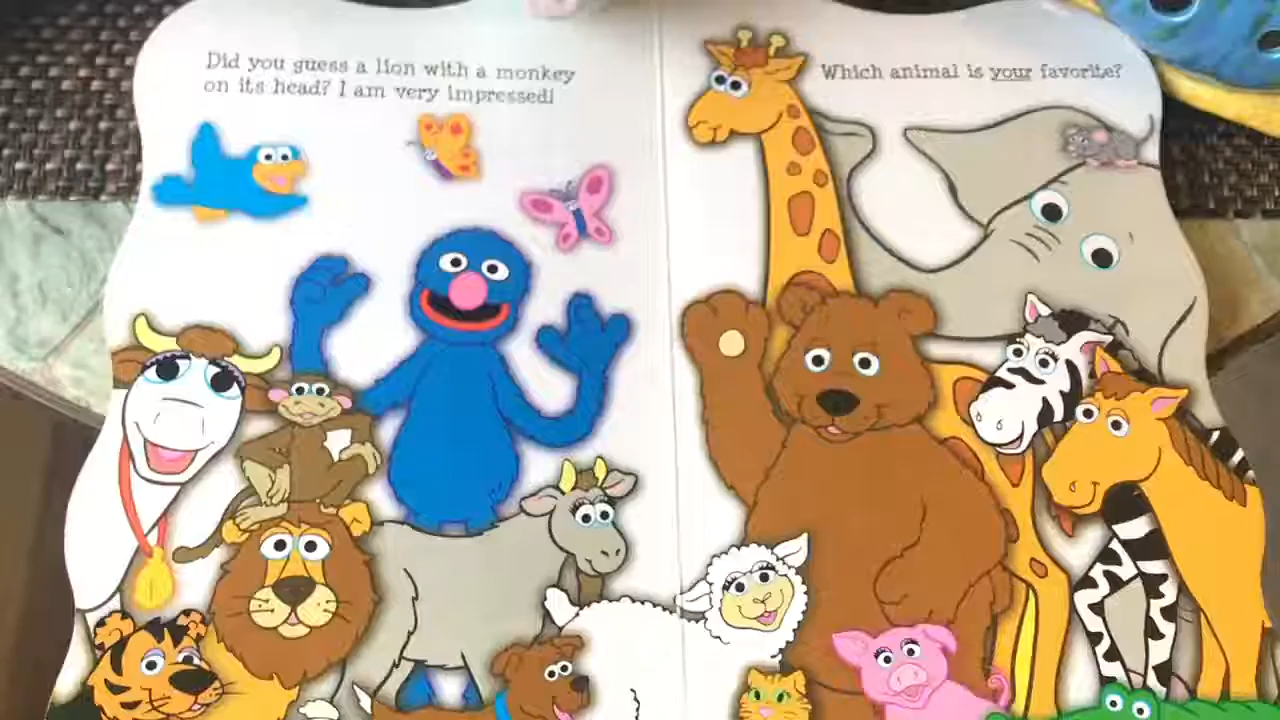 Did you guess a lion with a monkey
on its head? I am very impressed!
Which animal is your favorite?